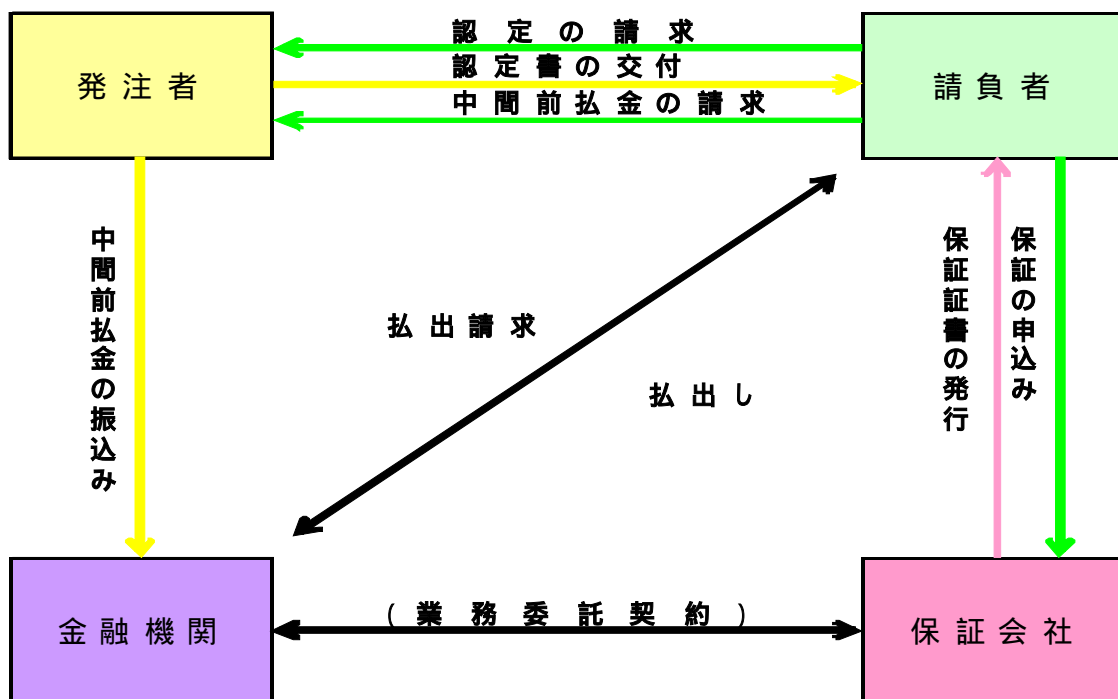 認定の請求
発注者
認定書の交付
請負者
中間前払金の請求
中間前払金の振込み
保証証書の発行
保証の申込み
払出請求
払出し
(業務委託契約)
金融機関
保証会社